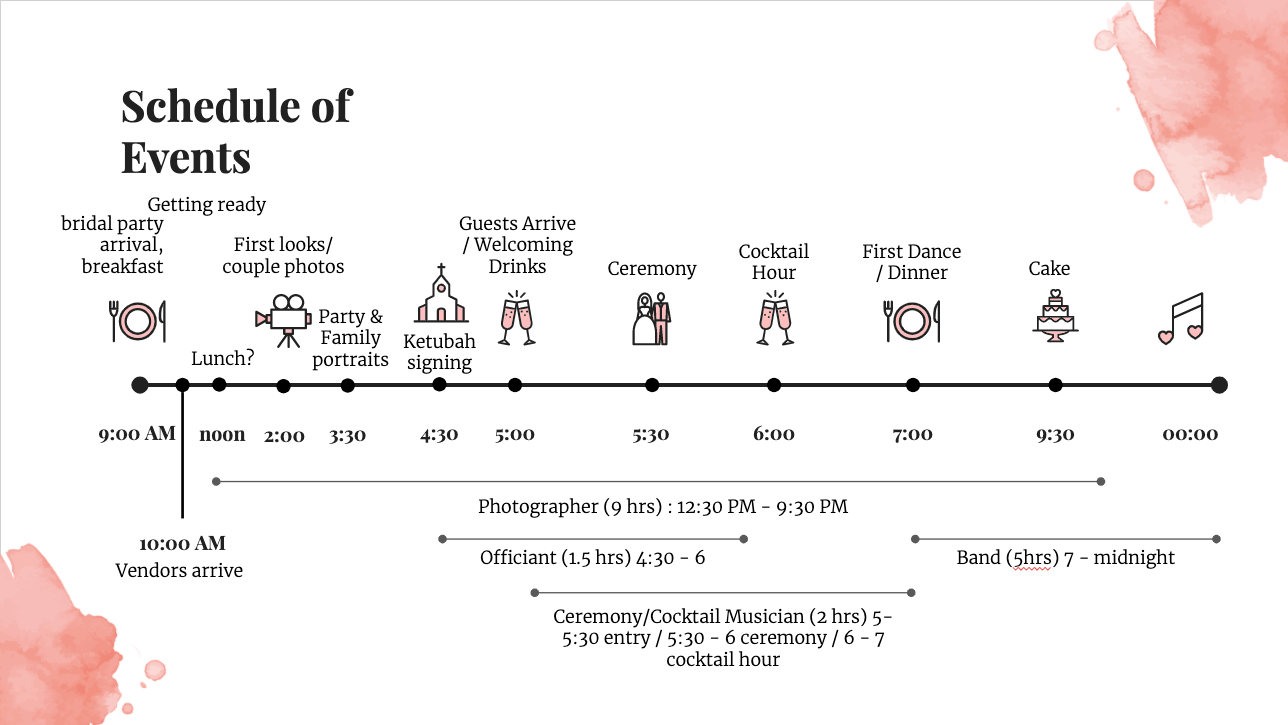 Schedule of
Events
Getting ready
bridal party
arrival,
breakfast
First looks/
couple photos
Guests Arrive
/ Welcoming
Drinks
Ceremony
Cocktail
Hour
First Dance
/ Dinner
Cake
Lunch?
Party &
Family
portraits
Ketubah
signing
9:00 AM
noon
2:00
3:30
4:30
5:00
5:30
6:00
7:00
9:30
00:00
Photographer (9 hrs) : 12:30 PM - 9:30 PM
10:00 AM
Vendors arrive
Officiant (1.5 hrs) 4:30 - 6
Band (5hrs) 7 - midnight
Ceremony/Cocktail Musician (2 hrs) 5-
5:30 entry / 5:30 - 6 ceremony / 6 - 7
cocktail hour